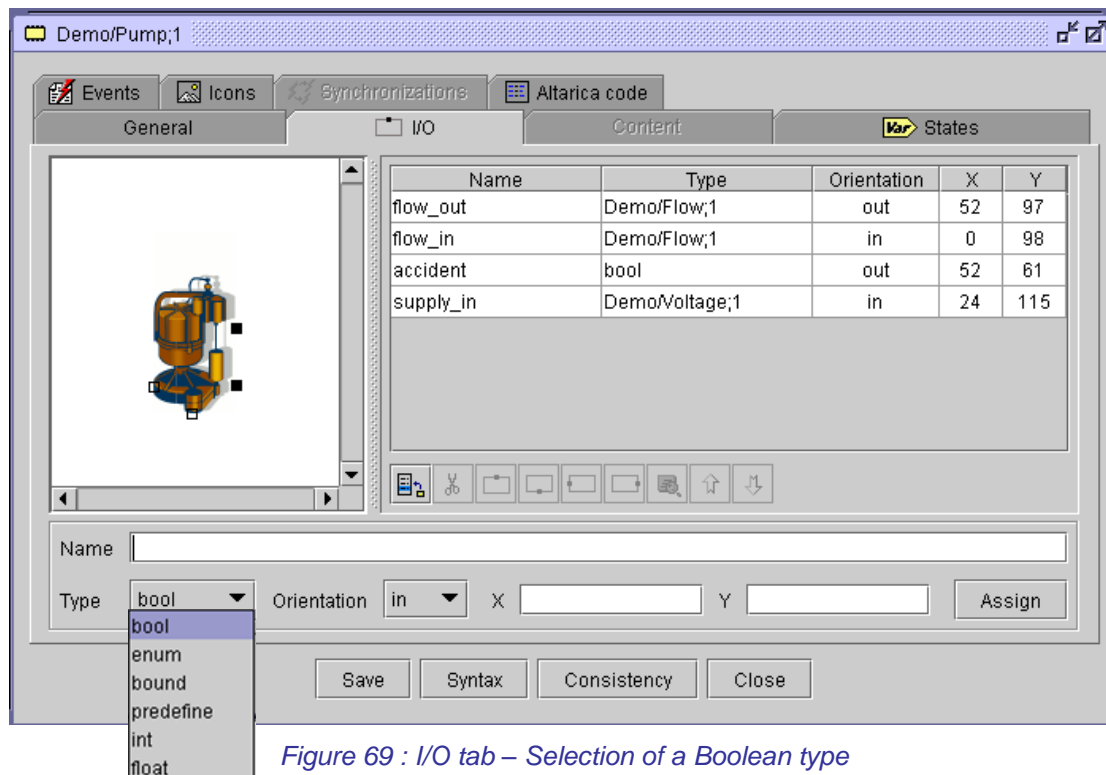 Demo/Pump;1
Events Icons Synchronizations Altarica code
General I/O Content Var States
Name Type Orientation X Y
flow_out Demo/Flow;1 out 52 97
flow_in Demo/Flow;1 in 0 98
accident bool out 52 61
supply_in Demo/Voltage;1 in 24 115
Name
Type bool Orientation in X Y Assign
bool
enum
bound
predefine
int
float
Save Syntax Consistency Close
Figure 69 : I/O tab – Selection of a Boolean type